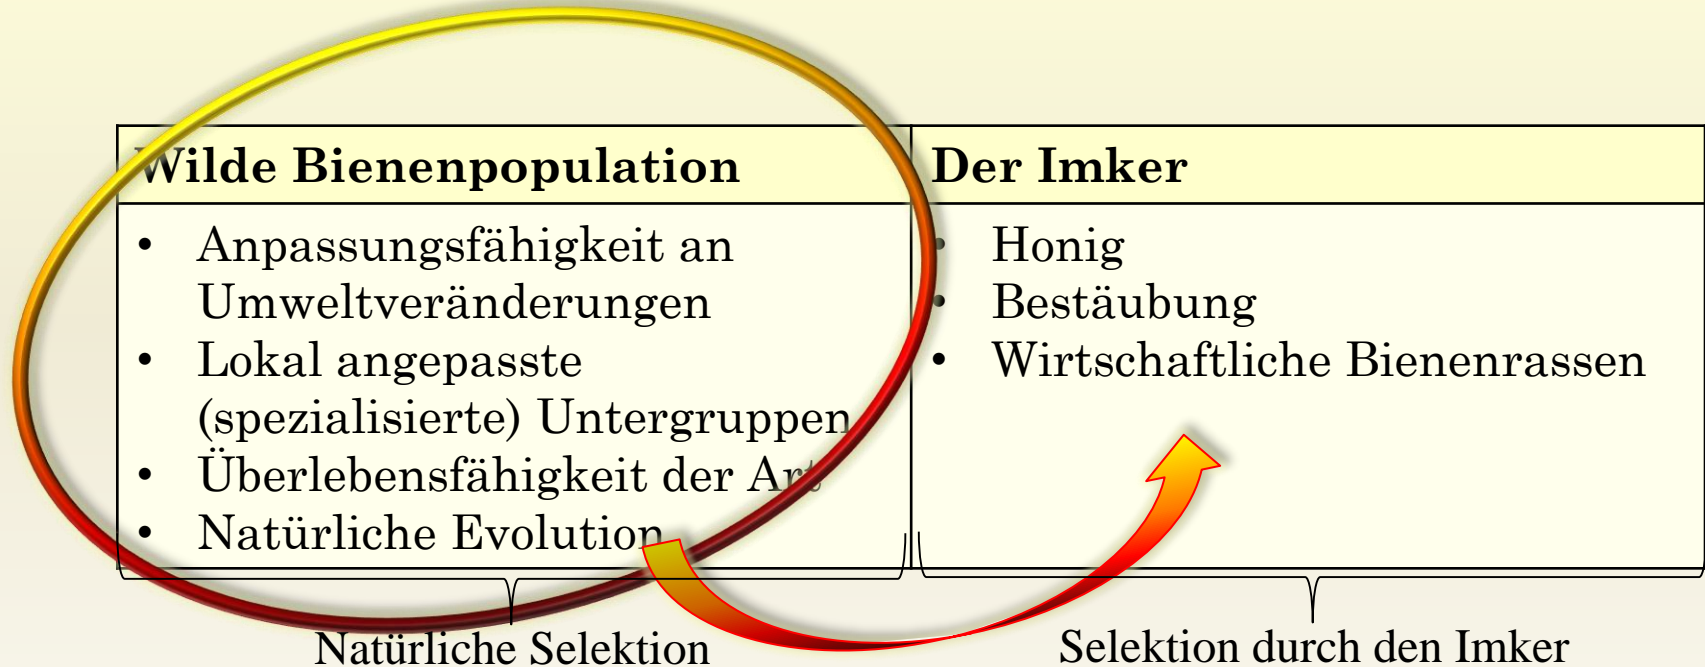 Wilde Bienenpopulation
• Anpassungsfähigkeit an
Umweltveränderungen
• Lokal angepasste
(spezialisierte) Untergruppen
• Überlebensfähigkeit der Art
• Natürliche Evolution
Der Imker
• Honig
• Bestäubung
• Wirtschaftliche Bienenrassen
Natürliche Selektion
Selektion durch den Imker